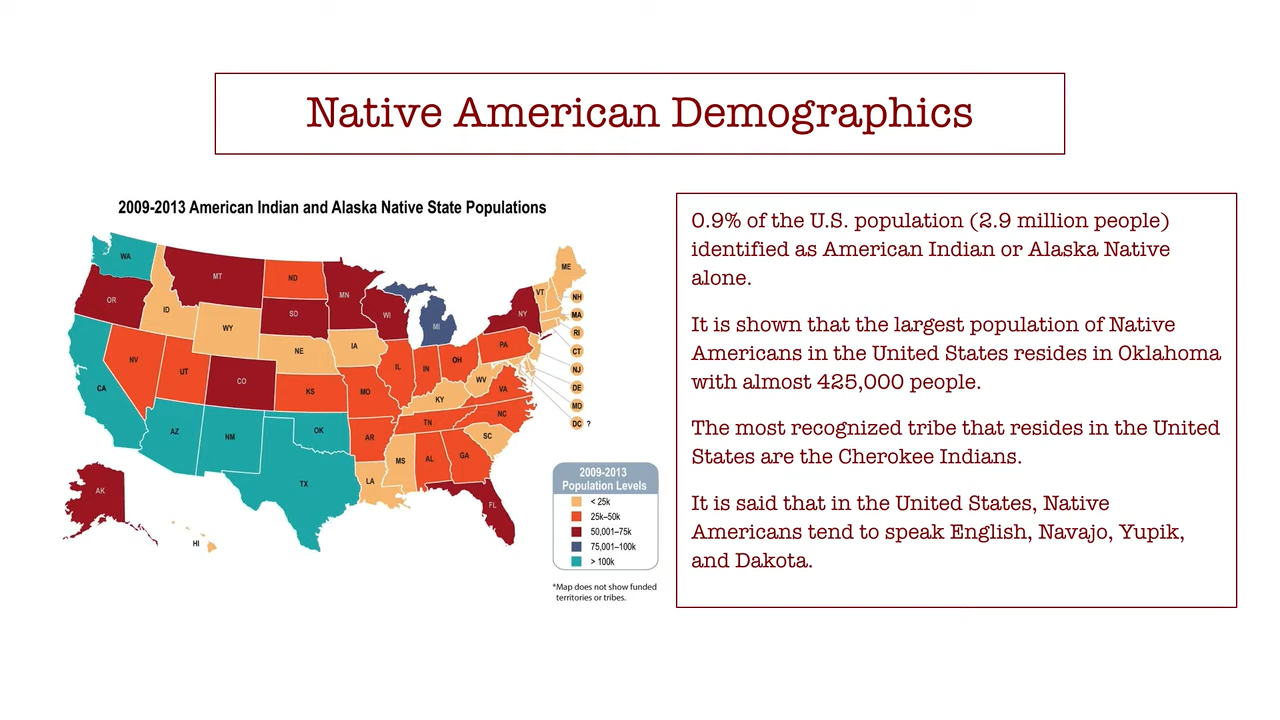 Native American Demographics
2009-2013 American Indian and Alaska Native State Populations
WA
MT
ND
MN
ME
OR
ID
SD
WI
VT
NH
MA
NY
WY
MI
RI
NE
IA
PA
CT
NV
UT
IL
IN
OH
NJ
CO
WV
DE
CA
KS
MO
KY
VA
MD
NC
DC ?
AZ
NM
OK
AR
TN
SC
MS
AL
GA
TX
LA
AK
FL
HI
2009-2013
Population Levels
< 25k
25k–50k
50,001–75k
75,001–100k
> 100k
*Map does not show funded
territories or tribes.
0.9% of the U.S. population (2.9 million people)
identified as American Indian or Alaska Native
alone.
It is shown that the largest population of Native
Americans in the United States resides in Oklahoma
with almost 425,000 people.
The most recognized tribe that resides in the United
States are the Cherokee Indians.
It is said that in the United States, Native
Americans tend to speak English, Navajo, Yupik,
and Dakota.